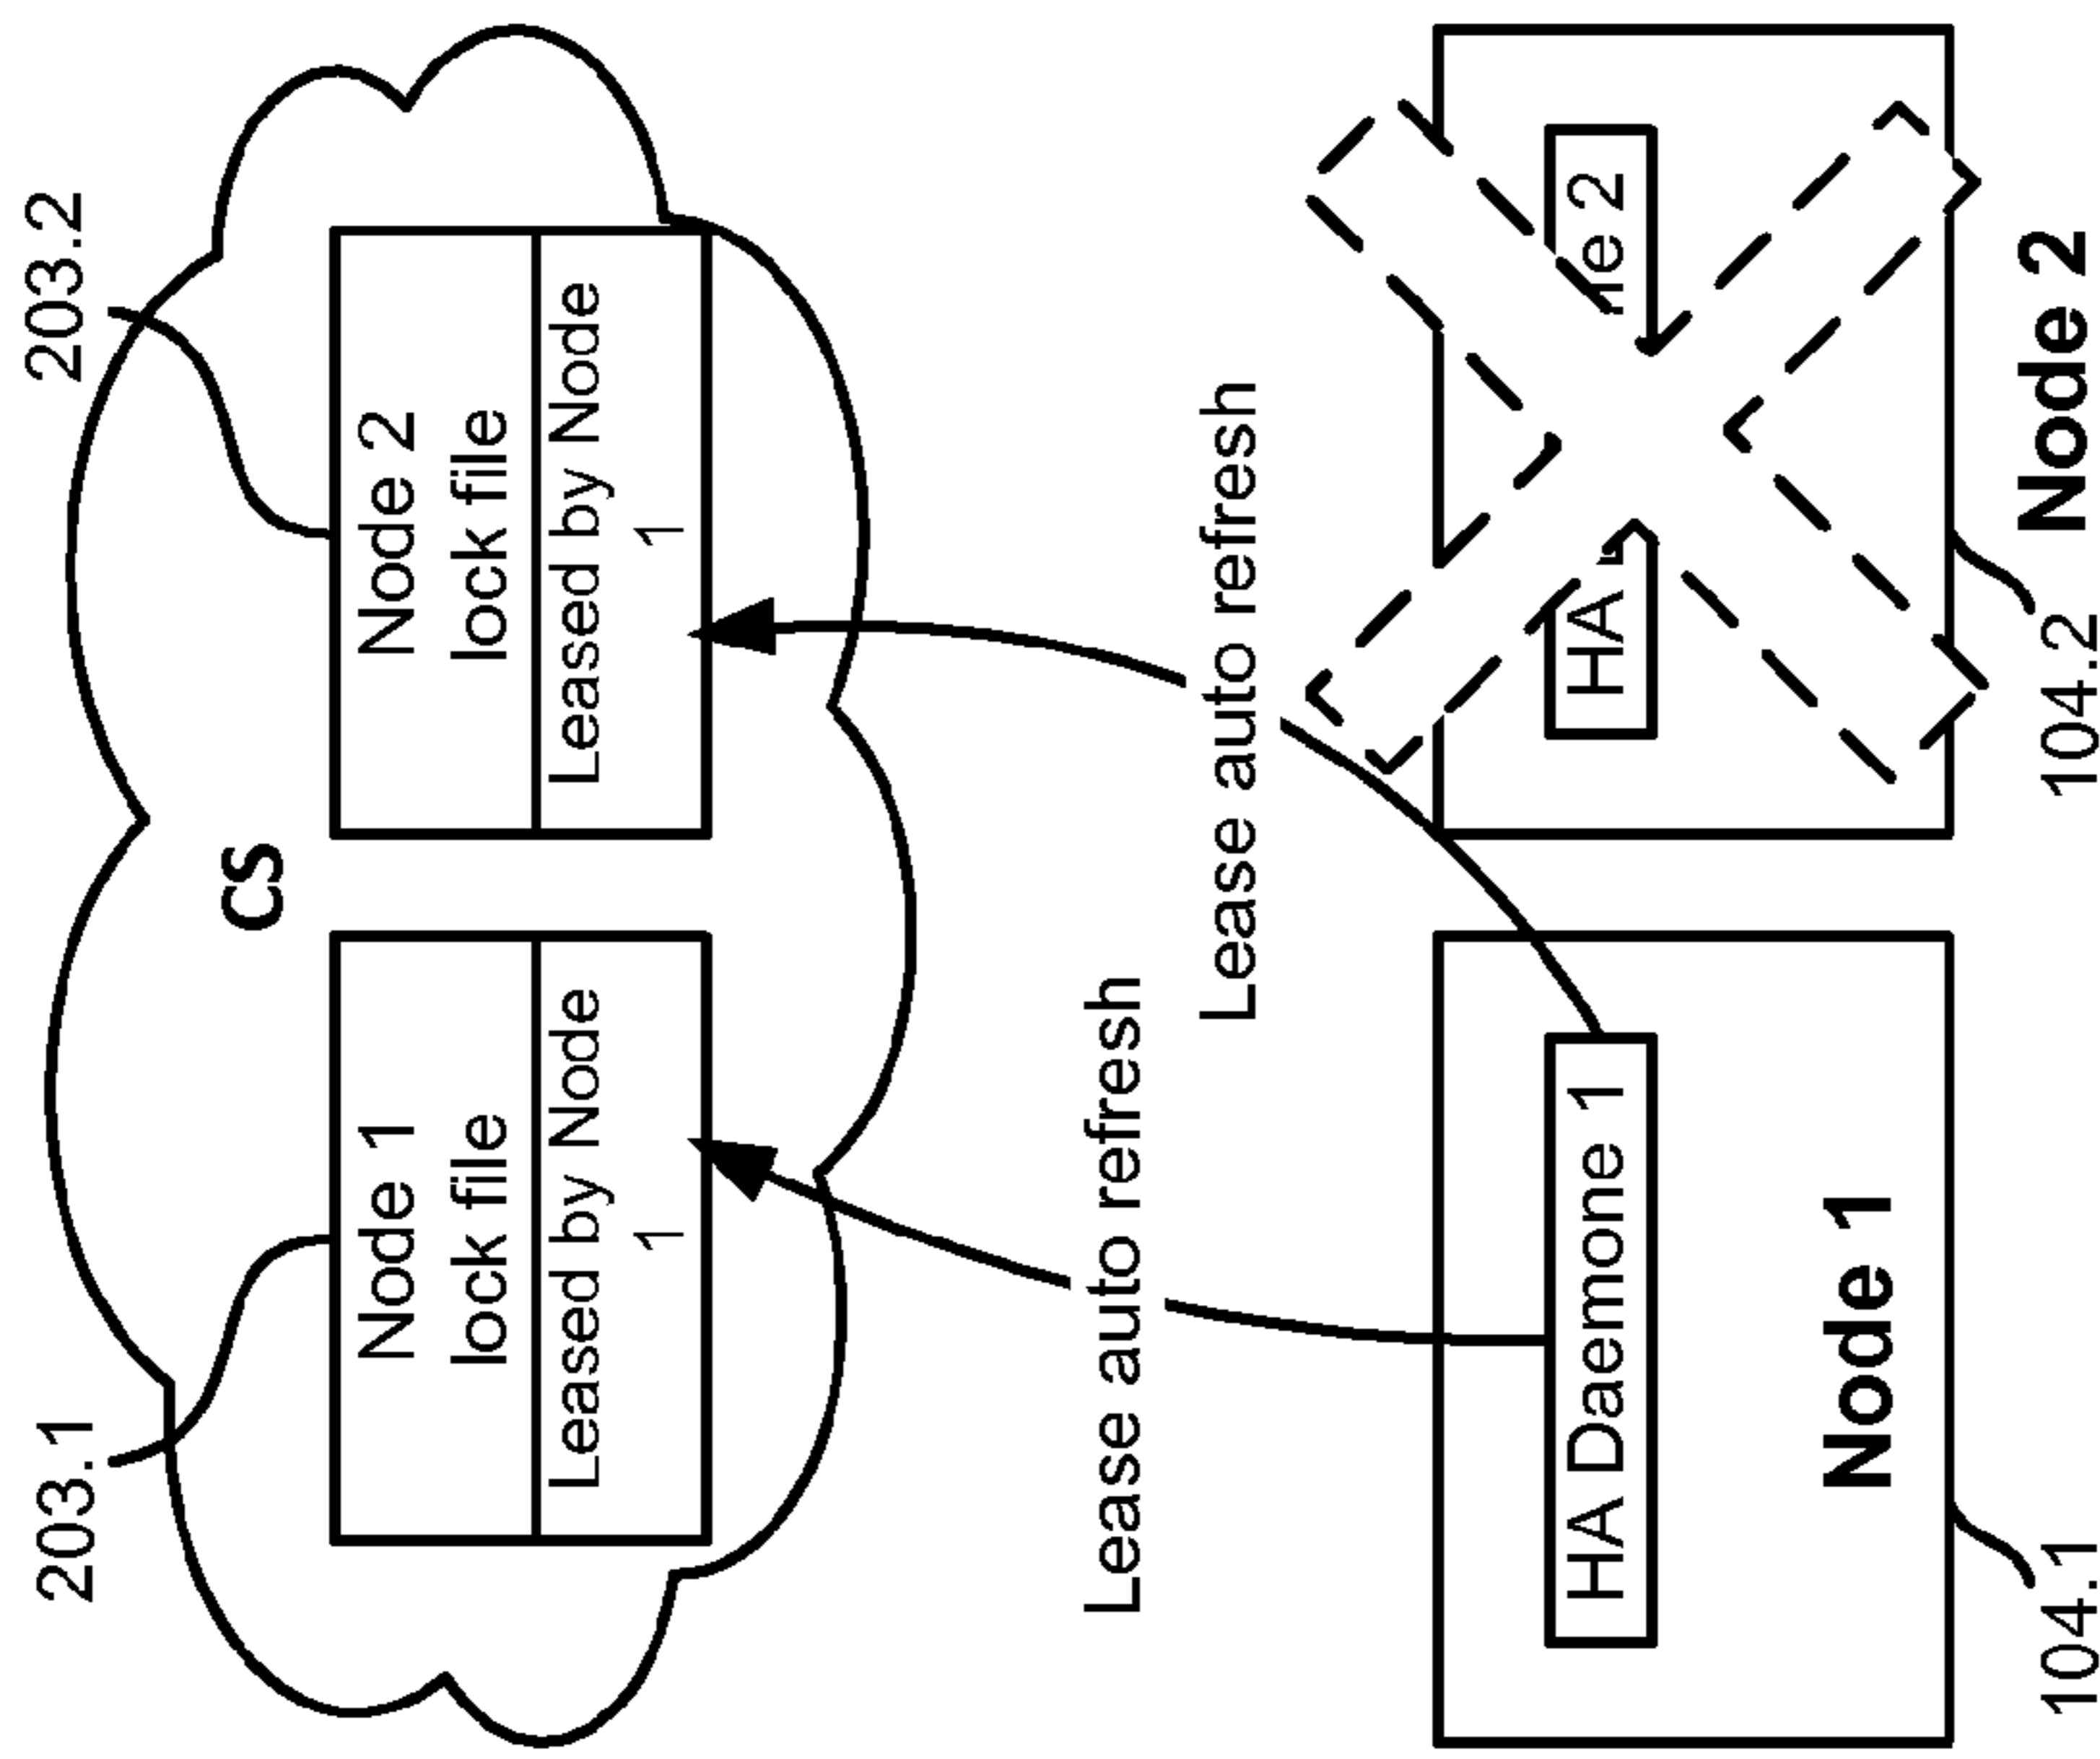 203.1
203.2
CS
Node 1
lock file
Leased by Node
1
Node 2
lock file
Leased by Node
1
Lease auto refresh
Lease auto refresh
HA Daemone 1
Node 1
104.1
HA
2
Node 2
104.2